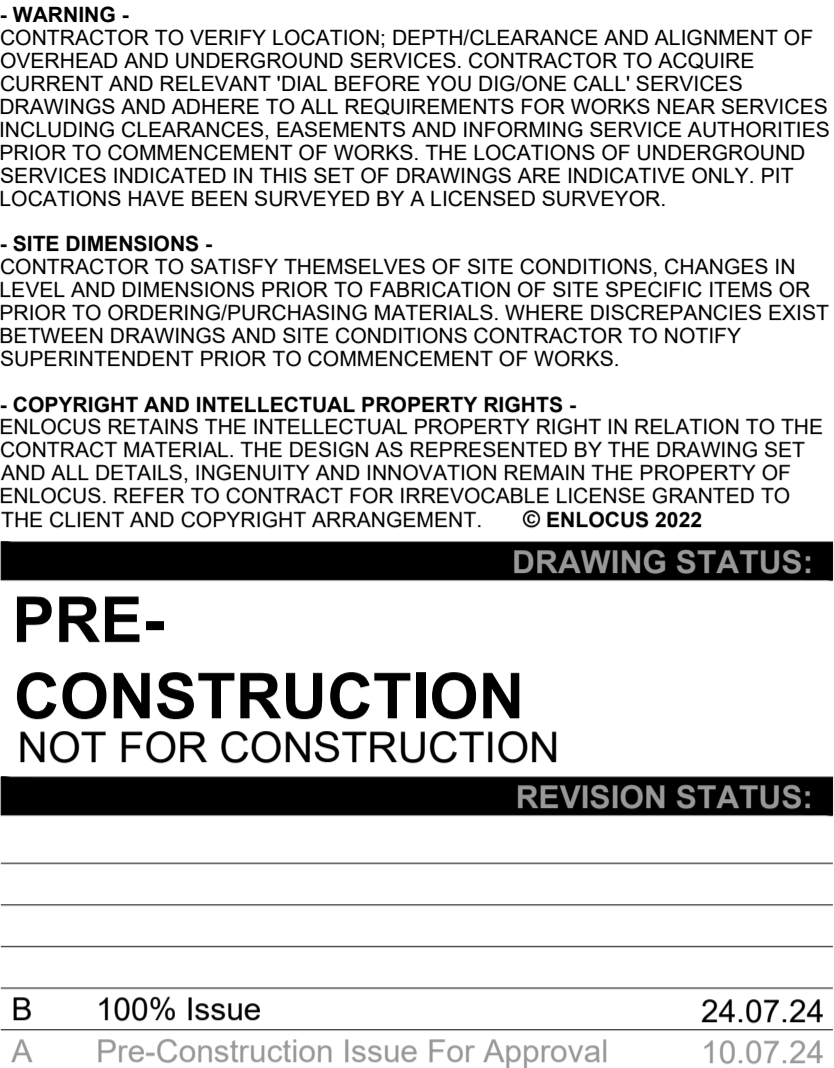 - WARNING -
CONTRACTOR TO VERIFY LOCATION; DEPTH/CLEARANCE AND ALIGNMENT OF
OVERHEAD AND UNDERGROUND SERVICES. CONTRACTOR TO ACQUIRE
CURRENT AND RELEVANT 'DIAL BEFORE YOU DIG/ONE CALL' SERVICES
DRAWINGS AND ADHERE TO ALL REQUIREMENTS FOR WORKS NEAR SERVICES
INCLUDING CLEARANCES, EASEMENTS AND INFORMING SERVICE AUTHORITIES
PRIOR TO COMMENCEMENT OF WORKS. THE LOCATIONS OF UNDERGROUND
SERVICES INDICATED IN THIS SET OF DRAWINGS ARE INDICATIVE ONLY. PIT
LOCATIONS HAVE BEEN SURVEYED BY A LICENSED SURVEYOR.
- SITE DIMENSIONS -
CONTRACTOR TO SATISFY THEMSELVES OF SITE CONDITIONS, CHANGES IN
LEVEL AND DIMENSIONS PRIOR TO FABRICATION OF SITE SPECIFIC ITEMS OR
PRIOR TO ORDERING/PURCHASING MATERIALS. WHERE DISCREPANCIES EXIST
BETWEEN DRAWINGS AND SITE CONDITIONS CONTRACTOR TO NOTIFY
SUPERINTENDENT PRIOR TO COMMENCEMENT OF WORKS.
- COPYRIGHT AND INTELLECTUAL PROPERTY RIGHTS -
ENLOCUS RETAINS THE INTELLECTUAL PROPERTY RIGHT IN RELATION TO THE
CONTRACT MATERIAL. THE DESIGN AS REPRESENTED BY THE DRAWING SET
AND ALL DETAILS, INGENUITY AND INNOVATION REMAIN THE PROPERTY OF
ENLOCUS. REFER TO CONTRACT FOR IRREVOCABLE LICENSE GRANTED TO
THE CLIENT AND COPYRIGHT ARRANGEMENT. © ENLOCUS 2022
DRAWING STATUS:
PRE-
CONSTRUCTION
NOT FOR CONSTRUCTION
REVISION STATUS:
B 100% Issue 24.07.24
A Pre-Construction Issue For Approval 10.07.24